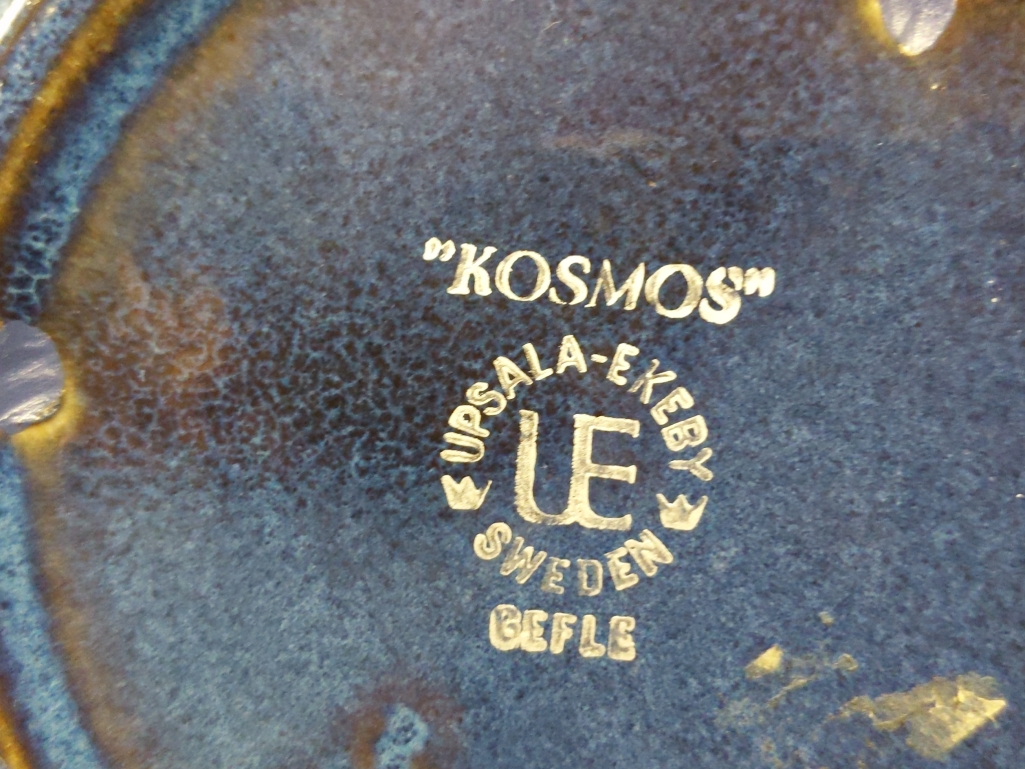 "KOSMOS"
UPSALA-EKEBY
UE
SWEDEN
GEFLE